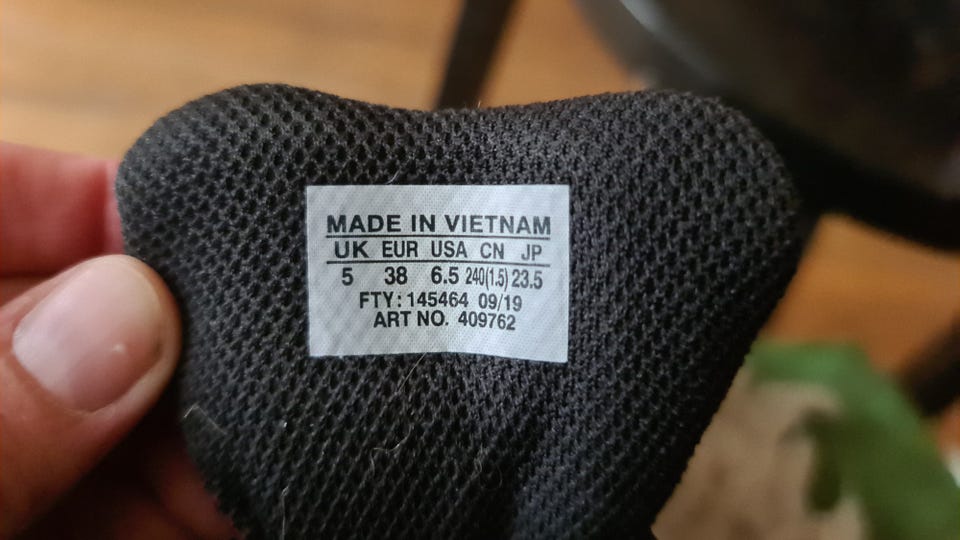 MADE IN VIETNAM
UK EUR USA CN JP
5 38 6.5 240(1.5) 23.5
FTY: 145464 09/19
ART NO. 409762